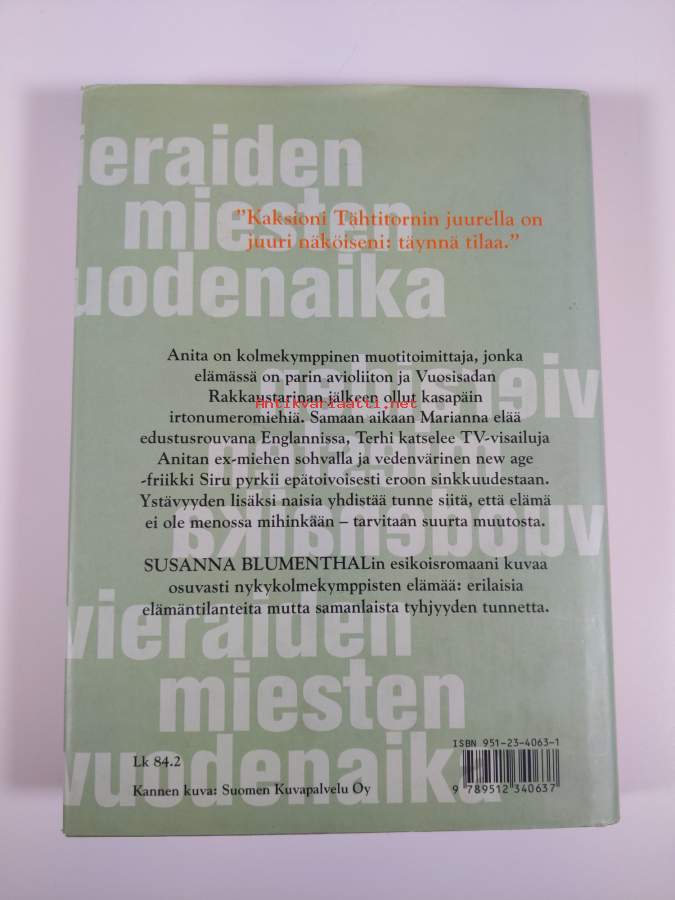 vieraiden
miesten
vuodenaika
"Kaksioni Tähtitornin juurella on
juuri näköiseni: täynnä tilaa."
Anita on kolmekymppinen muotitoimittaja, jonka
elämässä on parin avioliiton ja Vuosisadan
Rakkaustarinan jälkeen ollut kasapäin
Antikvariaatti.net
irtonumeromiehiä. Samaan aikaan Marianna elää
edustusrouvana Englannissa, Terhi katselee TV-visailuja
Anitan ex-miehen sohvalla ja vedenvärinen new age
-friikki Siru pyrkii epätoivoisesti eroon sinkkuudestaan.
Ystävyyden lisäksi naisia yhdistää tunne siitä, että elämä
ei ole menossa mihinkään – tarvitaan suurta muutosta.
vieraiden
miesten
vuodenaika
SUSANNA BLUMENTHALin esikoisromaani kuvaa
osuvasti nykykolmekymppisten elämää: erilaisia
elämäntilanteita mutta samanlaista tyhjyyden tunnetta.
vieraiden
miesten
vuodenaika
Lk 84.2
Kannen kuva: Suomen Kuvapalvelu Oy
ISBN 951-23-4063-1
9 789512 340637